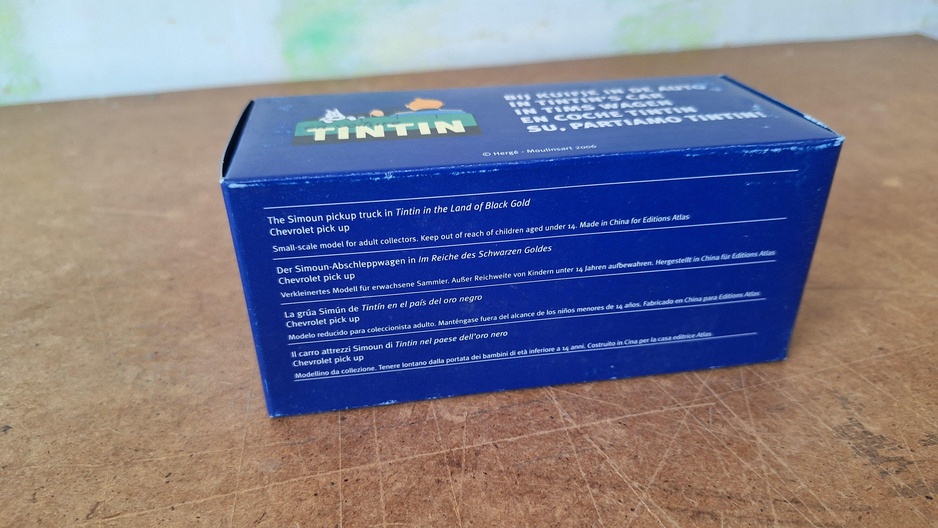 TINTIN
BIJ KUIFJE IN DE AUTO
IN TINTIN'S CAR
IN TIMS WAGEN
EN COCHE TINTÍN
SU, PARTIAMO TINTIN!
© Hergé - Moulinsart 2006
The Simoun pickup truck in Tintin in the Land of Black Gold
Chevrolet pick up
Small-scale model for adult collectors. Keep out of reach of children aged under 14. Made in China for Editions Atlas
Der Simoun-Abschleppwagen in Im Reiche des Schwarzen Goldes
Chevrolet pick up
Verkleinertes Modell für erwachsene Sammler. Außer Reichweite von Kindern unter 14 Jahren aufbewahren. Hergestellt in China für Editions Atlas
La grúa Simún de Tintín en el país del oro negro
Chevrolet pick up
Modelo reducido para coleccionista adulto. Manténgase fuera del alcance de los niños menores de 14 años. Fabricado en China para Editions Atlas
Il carro attrezzi Simoun di Tintin nel paese dell'oro nero
Chevrolet pick up
Modellino da collezione. Tenere lontano dalla portata dei bambini di età inferiore a 14 anni. Costruito in Cina per la casa editrice Atlas